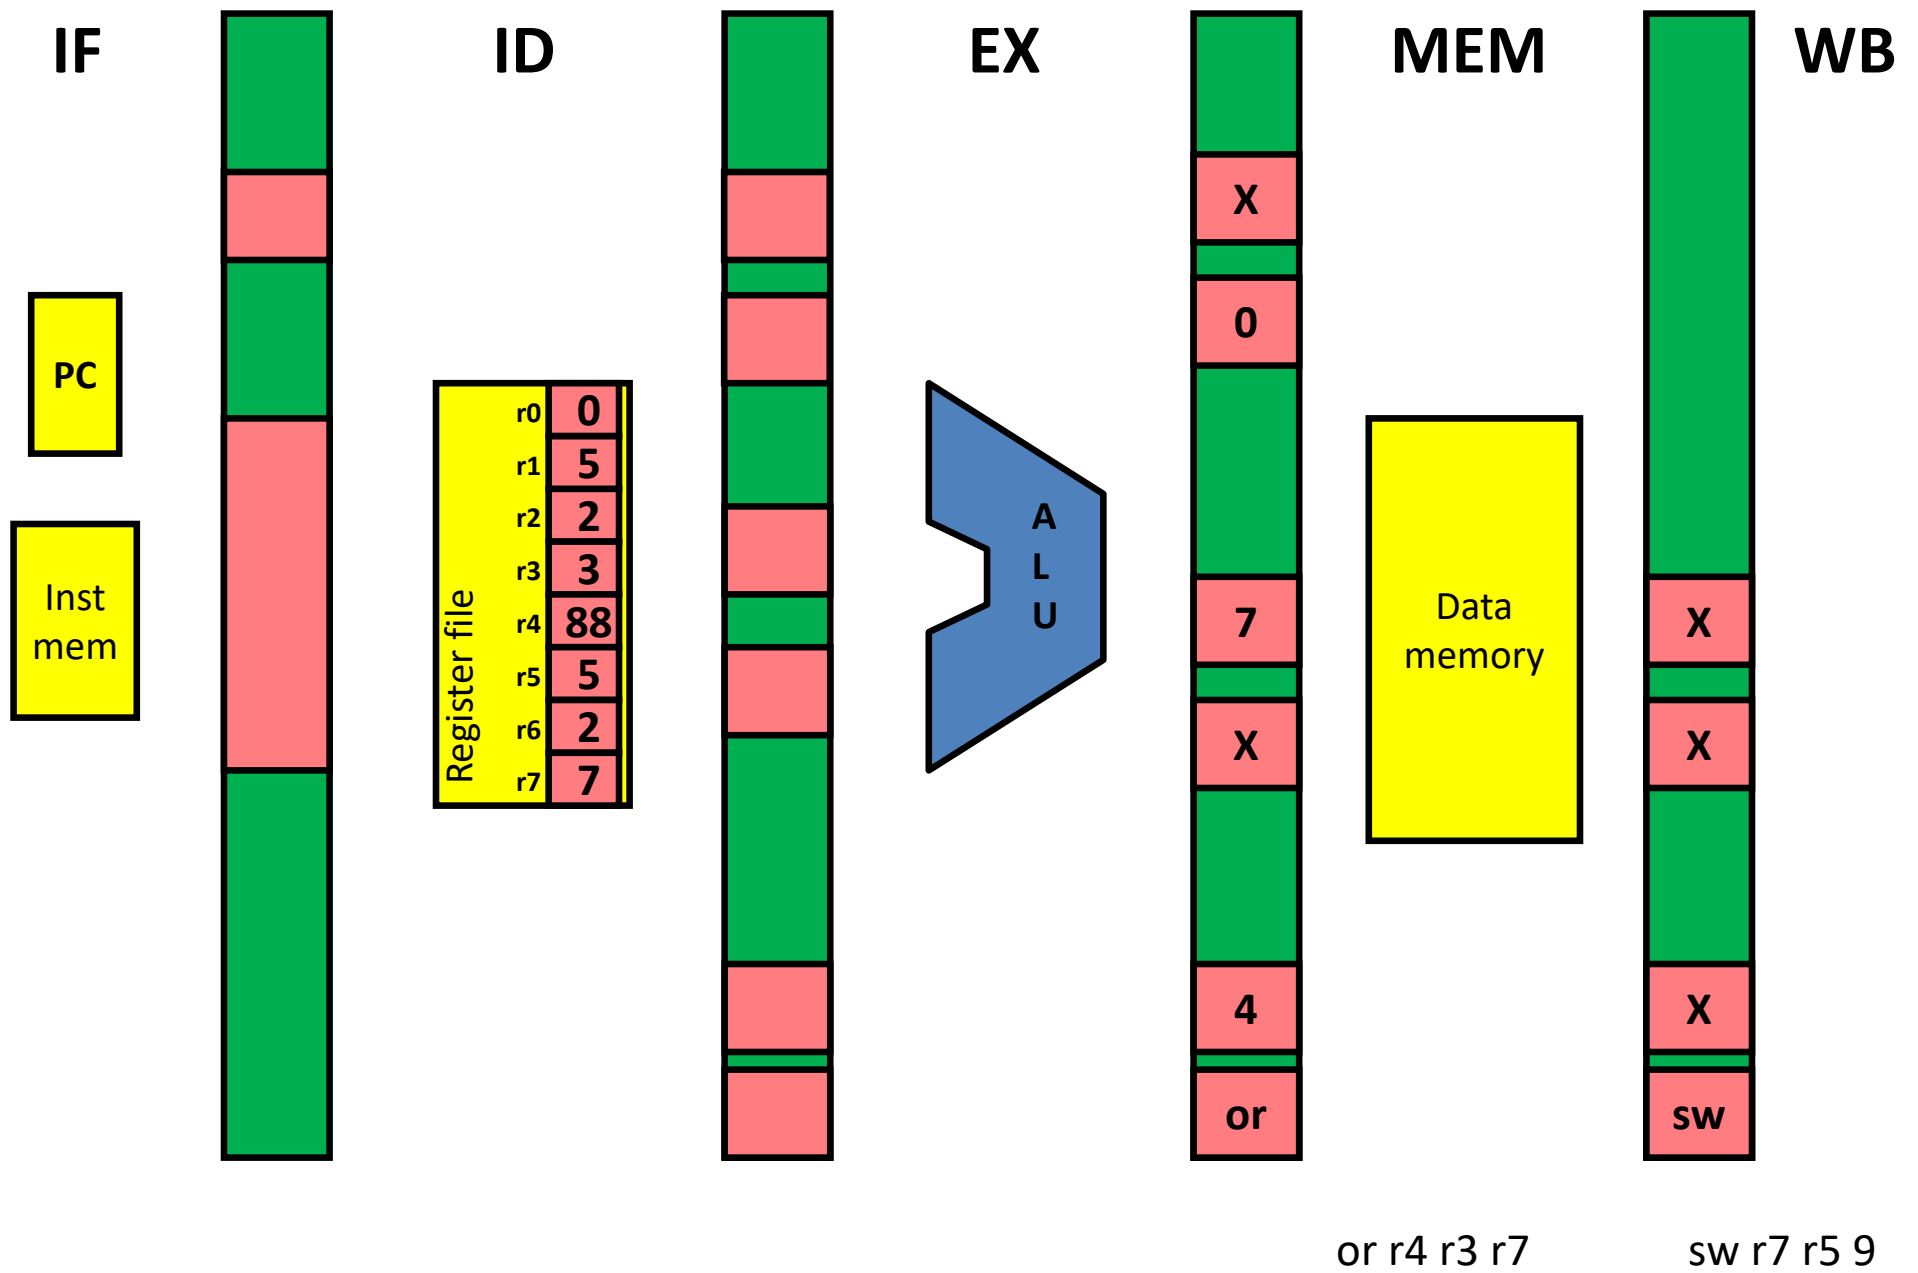 IF
ID
EX
MEM
WB
PC
Inst
mem
Register file
r0 0
r1 5
r2 2
r3 3
r4 88
r5 5
r6 2
r7 7
A
L
U
X
0
7
X
4
or
Data
memory
X
X
X
sw
or r4 r3 r7
sw r7 r5 9